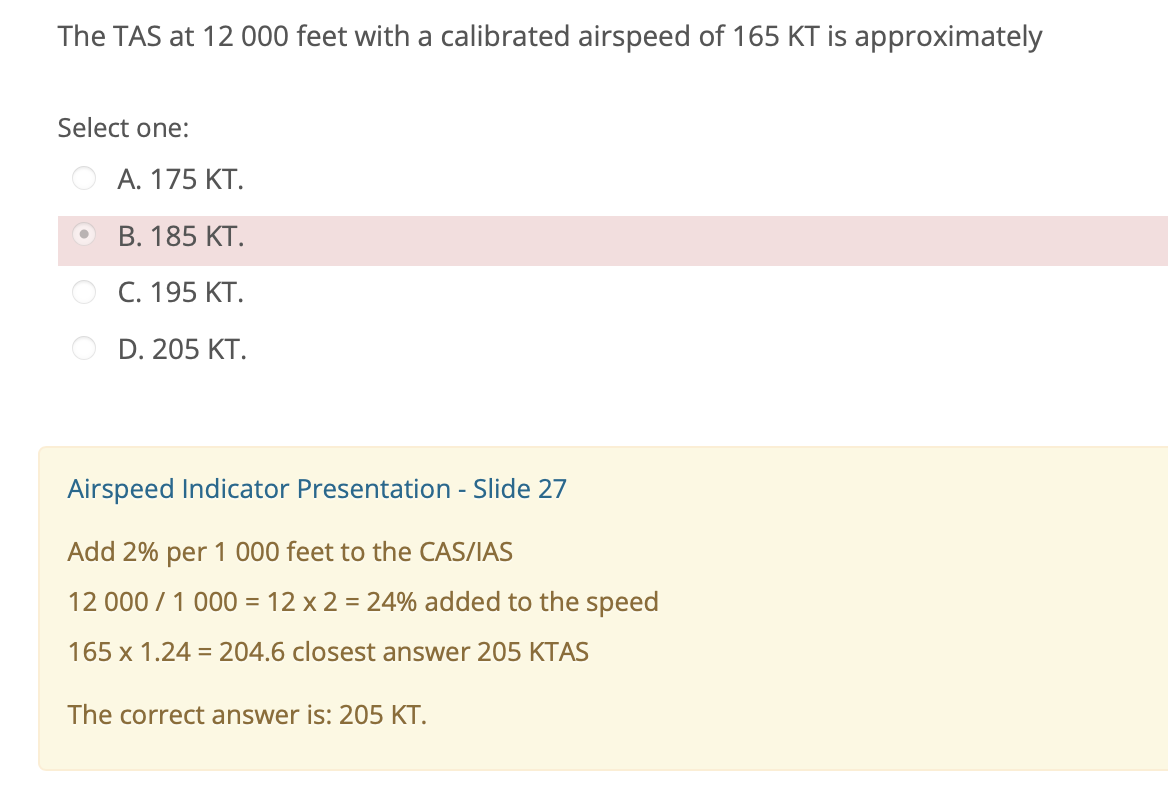 The TAS at 12 000 feet with a calibrated airspeed of 165 KT is approximately
Select one:
A. 175 KT.
B. 185 KT.
C. 195 KT.
D. 205 KT.
Airspeed Indicator Presentation - Slide 27
Add 2% per 1 000 feet to the CAS/IAS
12 000 / 1 000 = 12 x 2 = 24% added to the speed
165 x 1.24 = 204.6 closest answer 205 KTAS
The correct answer is: 205 KT.